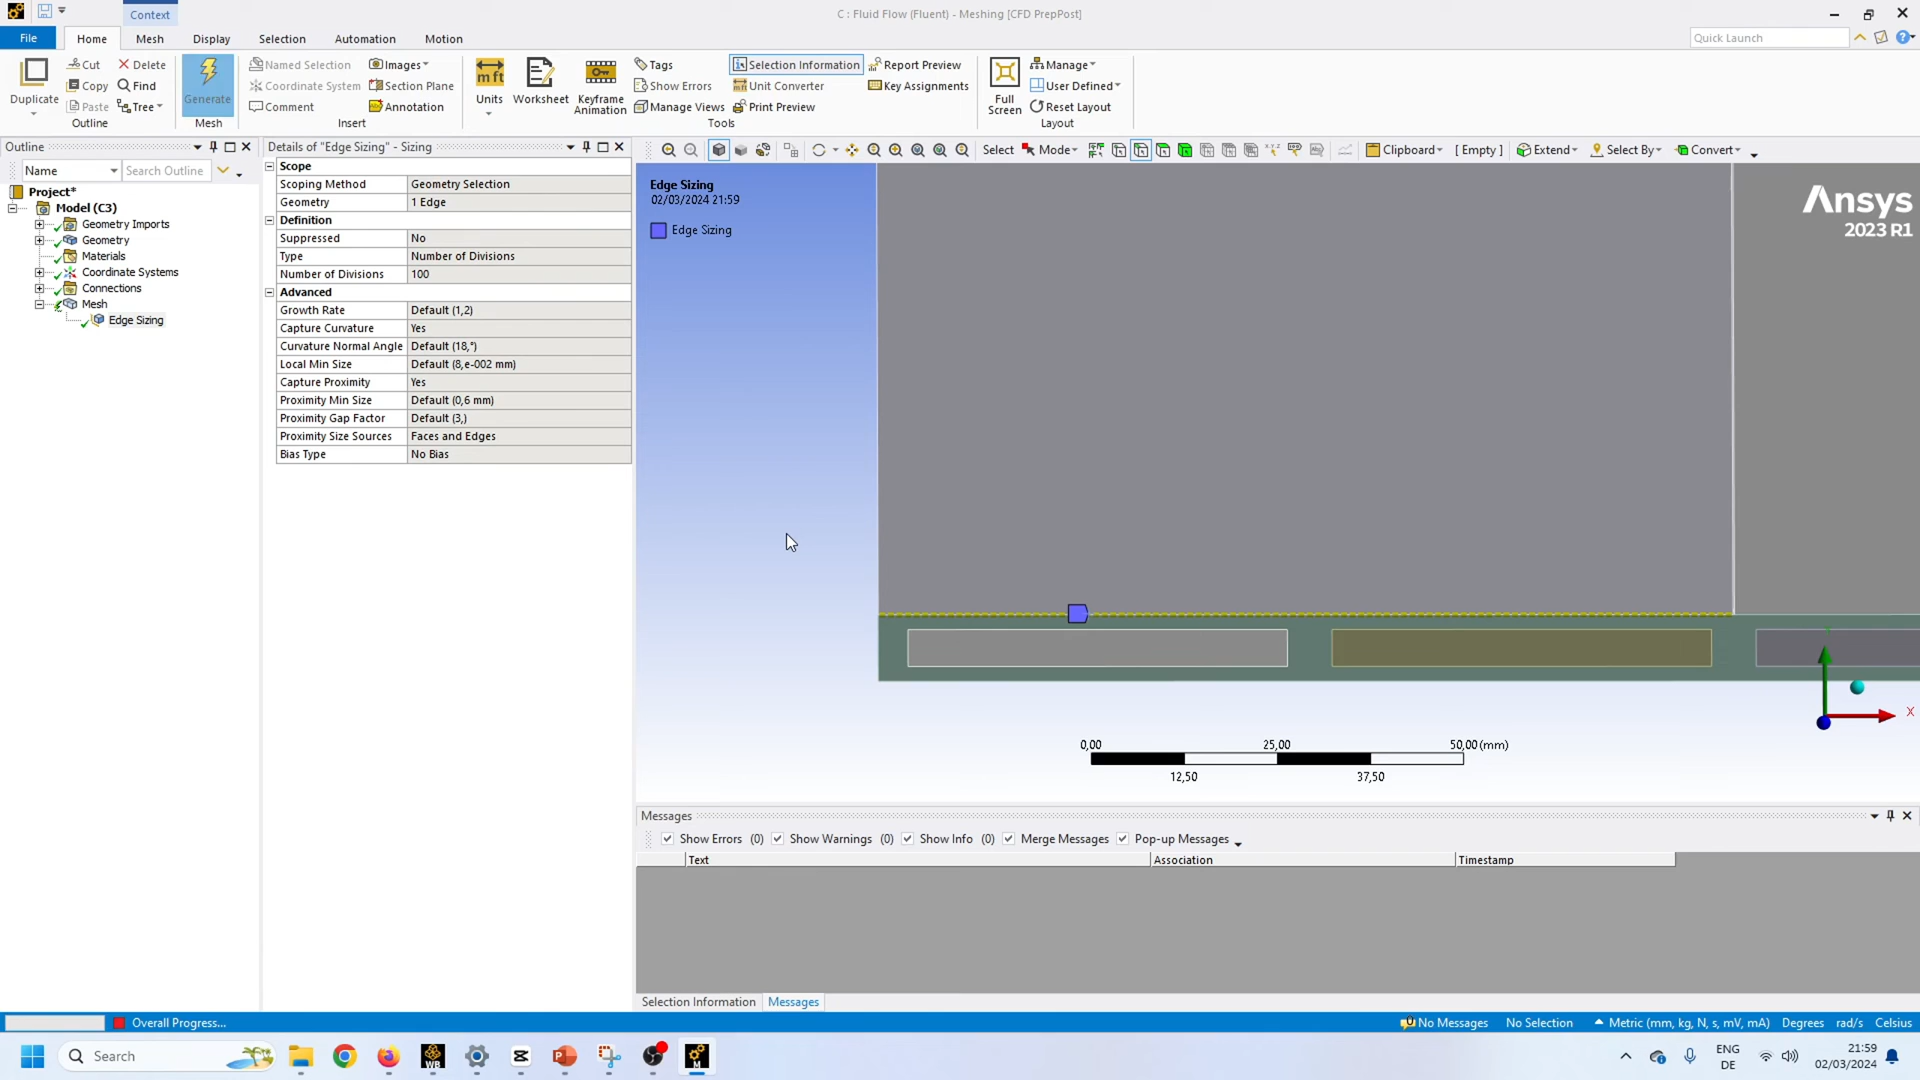 Context
C : Fluid Flow (Fluent) - Meshing [CFD PrepPost]
File Home Mesh Display Selection Automation Motion
Quick Launch
Duplicate Cut Delete Generate Named Selection Images Units Worksheet Keyframe Animation Tags Selection Information Report Preview Full Screen Manage
Copy Find Coordinate System Section Plane Show Errors Unit Converter Key Assignments User Defined
Paste Tree Comment Annotation Manage Views Print Preview Reset Layout
Outline Mesh Insert Tools Layout
Outline
Name Search Outline
Project*
Model (C3)
Geometry Imports
Geometry
Materials
Coordinate Systems
Connections
Mesh
Edge Sizing
Details of "Edge Sizing" - Sizing
Scope
Scoping Method Geometry Selection
Geometry 1 Edge
Definition
Suppressed No
Type Number of Divisions
Number of Divisions 100
Advanced
Growth Rate Default (1,2)
Capture Curvature Yes
Curvature Normal Angle Default (18,°)
Local Min Size Default (8,e-002 mm)
Capture Proximity Yes
Proximity Min Size Default (0,6 mm)
Proximity Gap Factor Default (3,)
Proximity Size Sources Faces and Edges
Bias Type No Bias
Select Mode Clipboard [ Empty ] Extend Select By Convert
Edge Sizing
02/03/2024 21:59
Edge Sizing
Ansys
2023 R1
X
0,00 25,00 50,00 (mm)
12,50 37,50
Messages
Show Errors (0) Show Warnings (0) Show Info (0) Merge Messages Pop-up Messages
Text Association Timestamp
Selection Information Messages
Overall Progress... No Messages No Selection Metric (mm, kg, N, s, mV, mA) Degrees rad/s Celsius
Search WB M ENG DE 21:59 02/03/2024